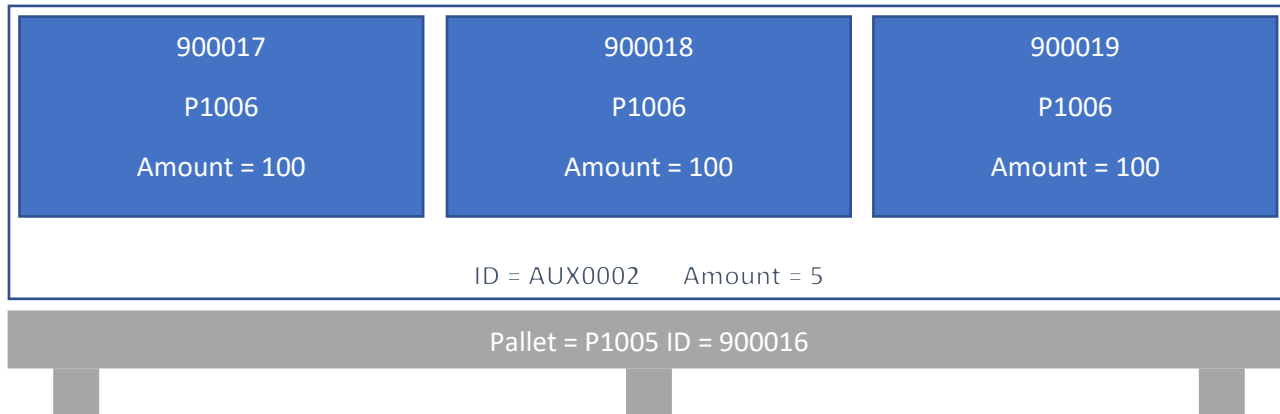 900017
P1006
Amount = 100
900018
P1006
Amount = 100
900019
P1006
Amount = 100
ID = AUX0002 Amount = 5
Pallet = P1005 ID = 900016